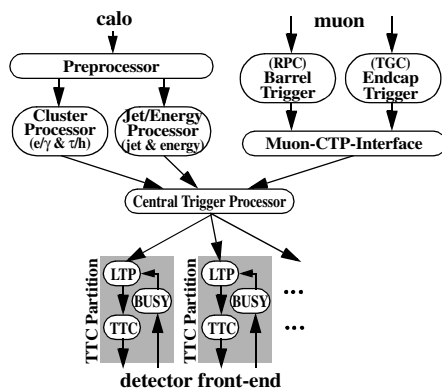 calo
muon
Preprocessor
(RPC)
Barrel
Trigger
(TGC)
Endcap
Trigger
Cluster
Processor
(e/γ & τ/h)
Jet/Energy
Processor
(jet & energy)
Muon-CTP-Interface
Central Trigger Processor
TTC Partition
LTP
BUSY
TTC
TTC Partition
LTP
BUSY
TTC
...
...
detector front-end